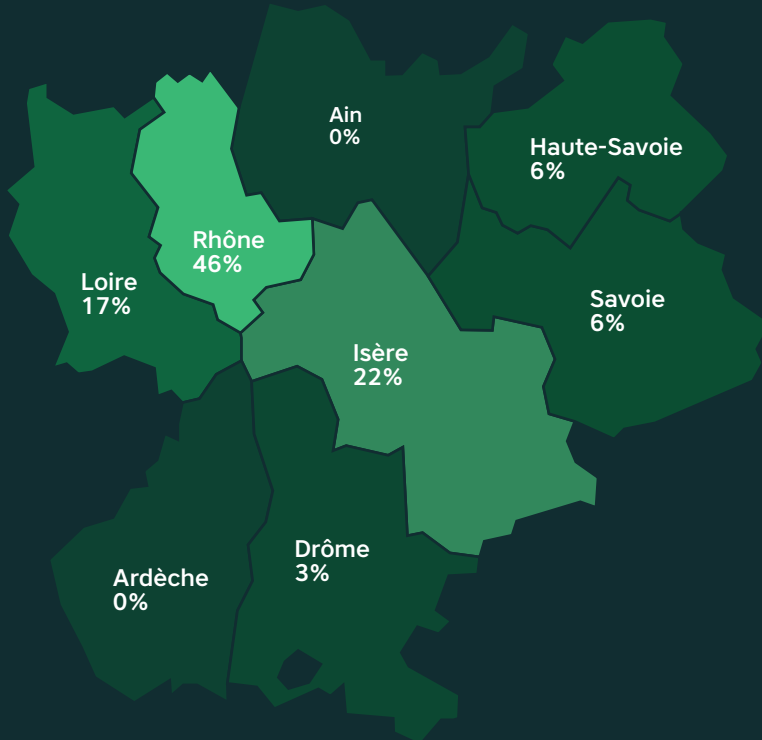 Ain
0%
Haute-Savoie
6%
Rhône
46%
Loire
17%
Savoie
6%
Isère
22%
Drôme
3%
Ardèche
0%